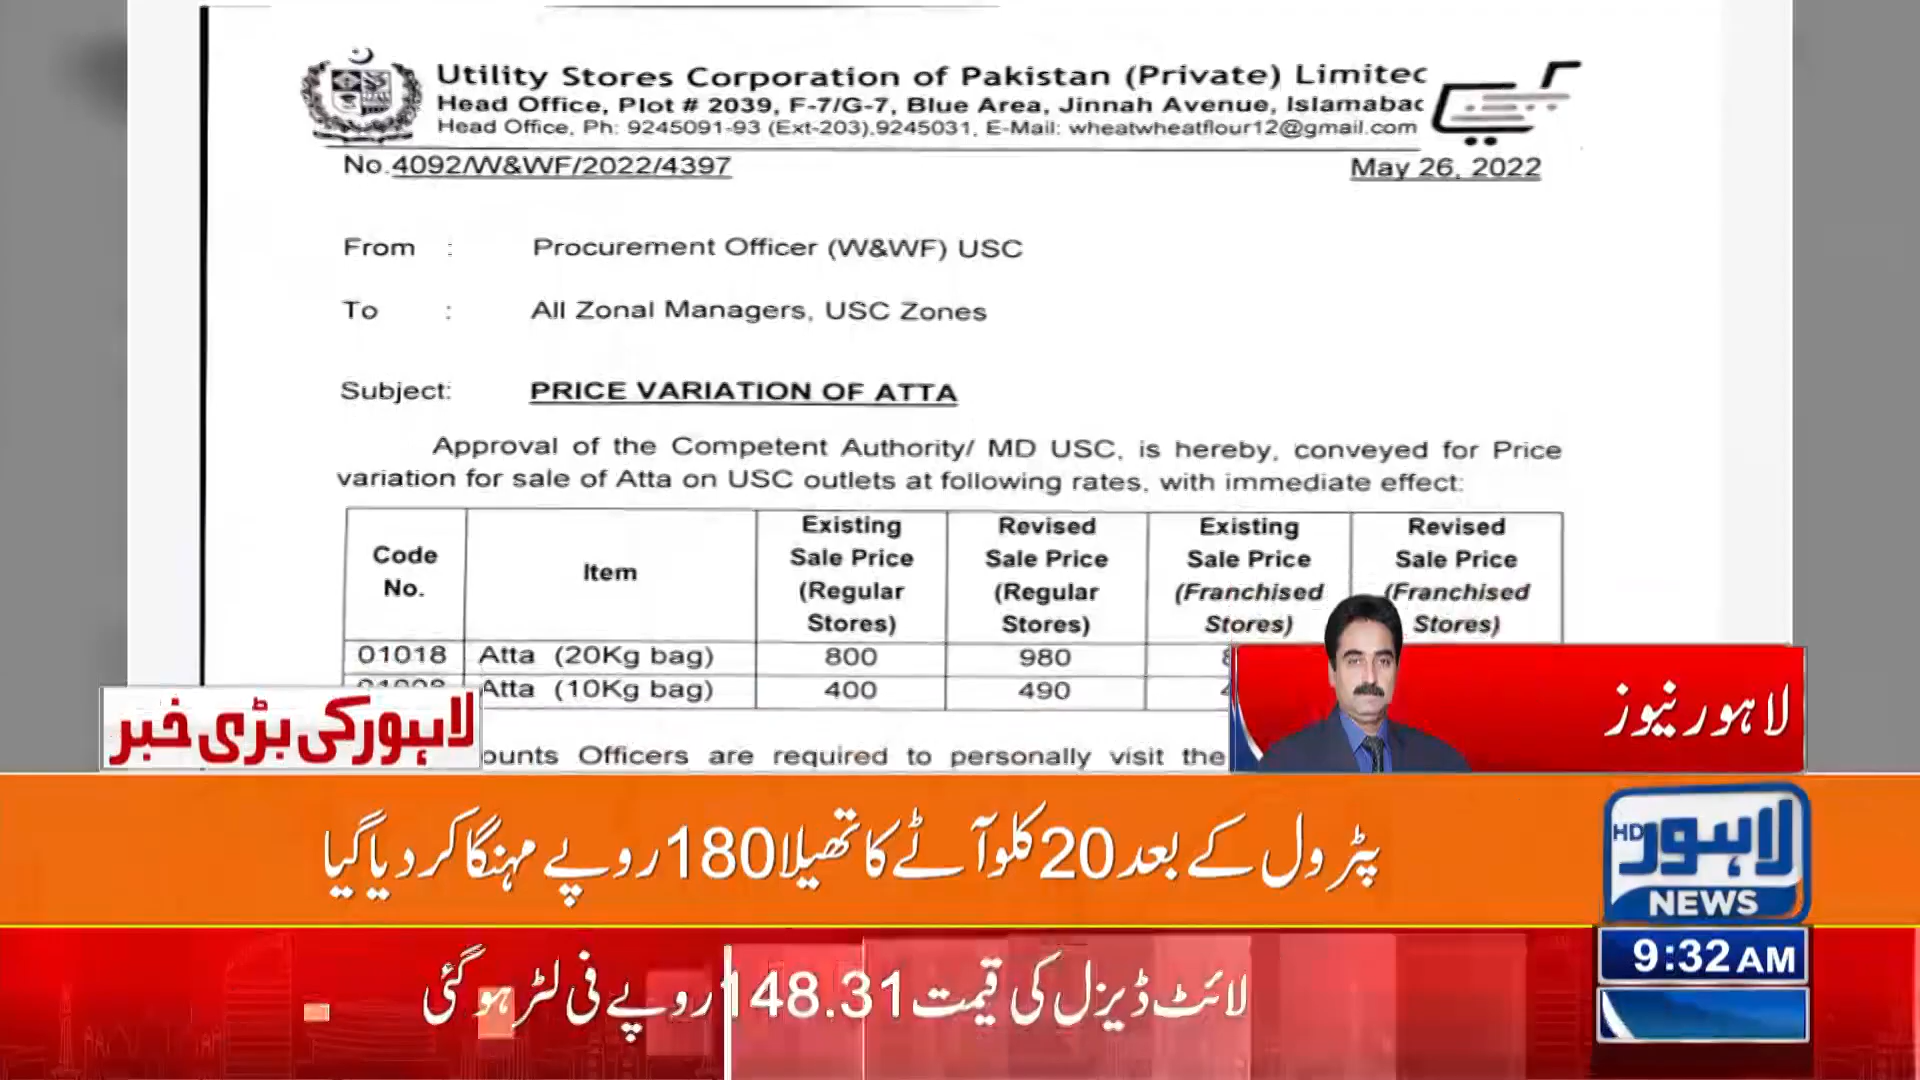 Utility Stores Corporation of Pakistan (Private) Limitec
Head Office, Plot # 2039, F-7/G-7, Blue Area, Jinnah Avenue, Islamabac
Head Office, Ph: 9245091-93 (Ext-203),9245031, E-Mail: wheatwheatflour12@gmail.com
No.4092/W&WF/2022/4397 May 26, 2022
From : Procurement Officer (W&WF) USC
To : All Zonal Managers, USC Zones
Subject: PRICE VARIATION OF ATTA
Approval of the Competent Authority/ MD USC, is hereby, conveyed for Price
variation for sale of Atta on USC outlets at following rates, with immediate effect:
Code No. Item Existing Sale Price (Regular Stores) Revised Sale Price (Regular Stores) Existing Sale Price (Franchised Stores) Revised Sale Price (Franchised Stores)
01018 Atta (20Kg bag) 800 980
Atta (10Kg bag) 400 490
Officers are required to personally visit the
لاہور کی بڑی خبر
لاہور نیوز
پٹرول کے بعد 20 کلو آٹے کا تھیلا 180 روپے مہنگا کر دیا گیا
لاہور HD
NEWS
9:32 AM
لائٹ ڈیزل کی قیمت 148.31 روپے فی لٹر ہو گئی